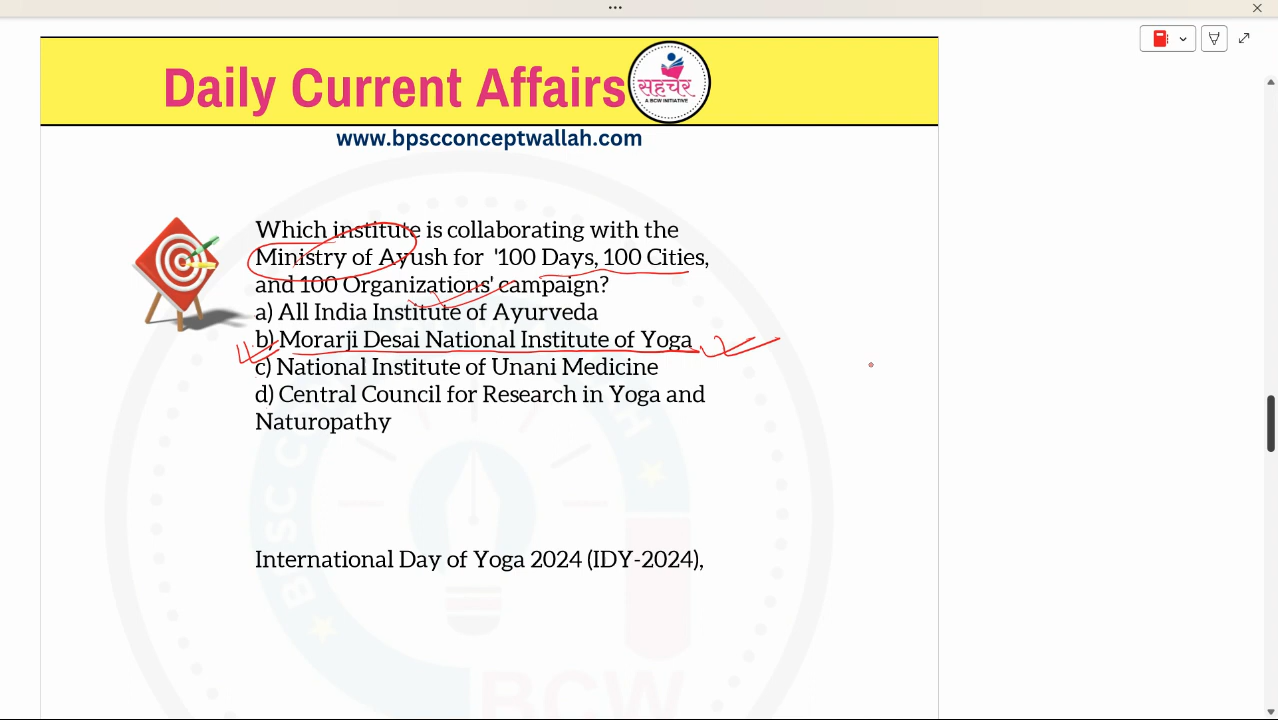 Daily Current Affairs
सहचर
A BCW INITIATIVE
www.bpscconceptwallah.com
Which institute is collaborating with the
Ministry of Ayush for '100 Days, 100 Cities,
and 100 Organizations' campaign?
a) All India Institute of Ayurveda
b) Morarji Desai National Institute of Yoga
c) National Institute of Unani Medicine
d) Central Council for Research in Yoga and
Naturopathy
International Day of Yoga 2024 (IDY-2024),
BCW